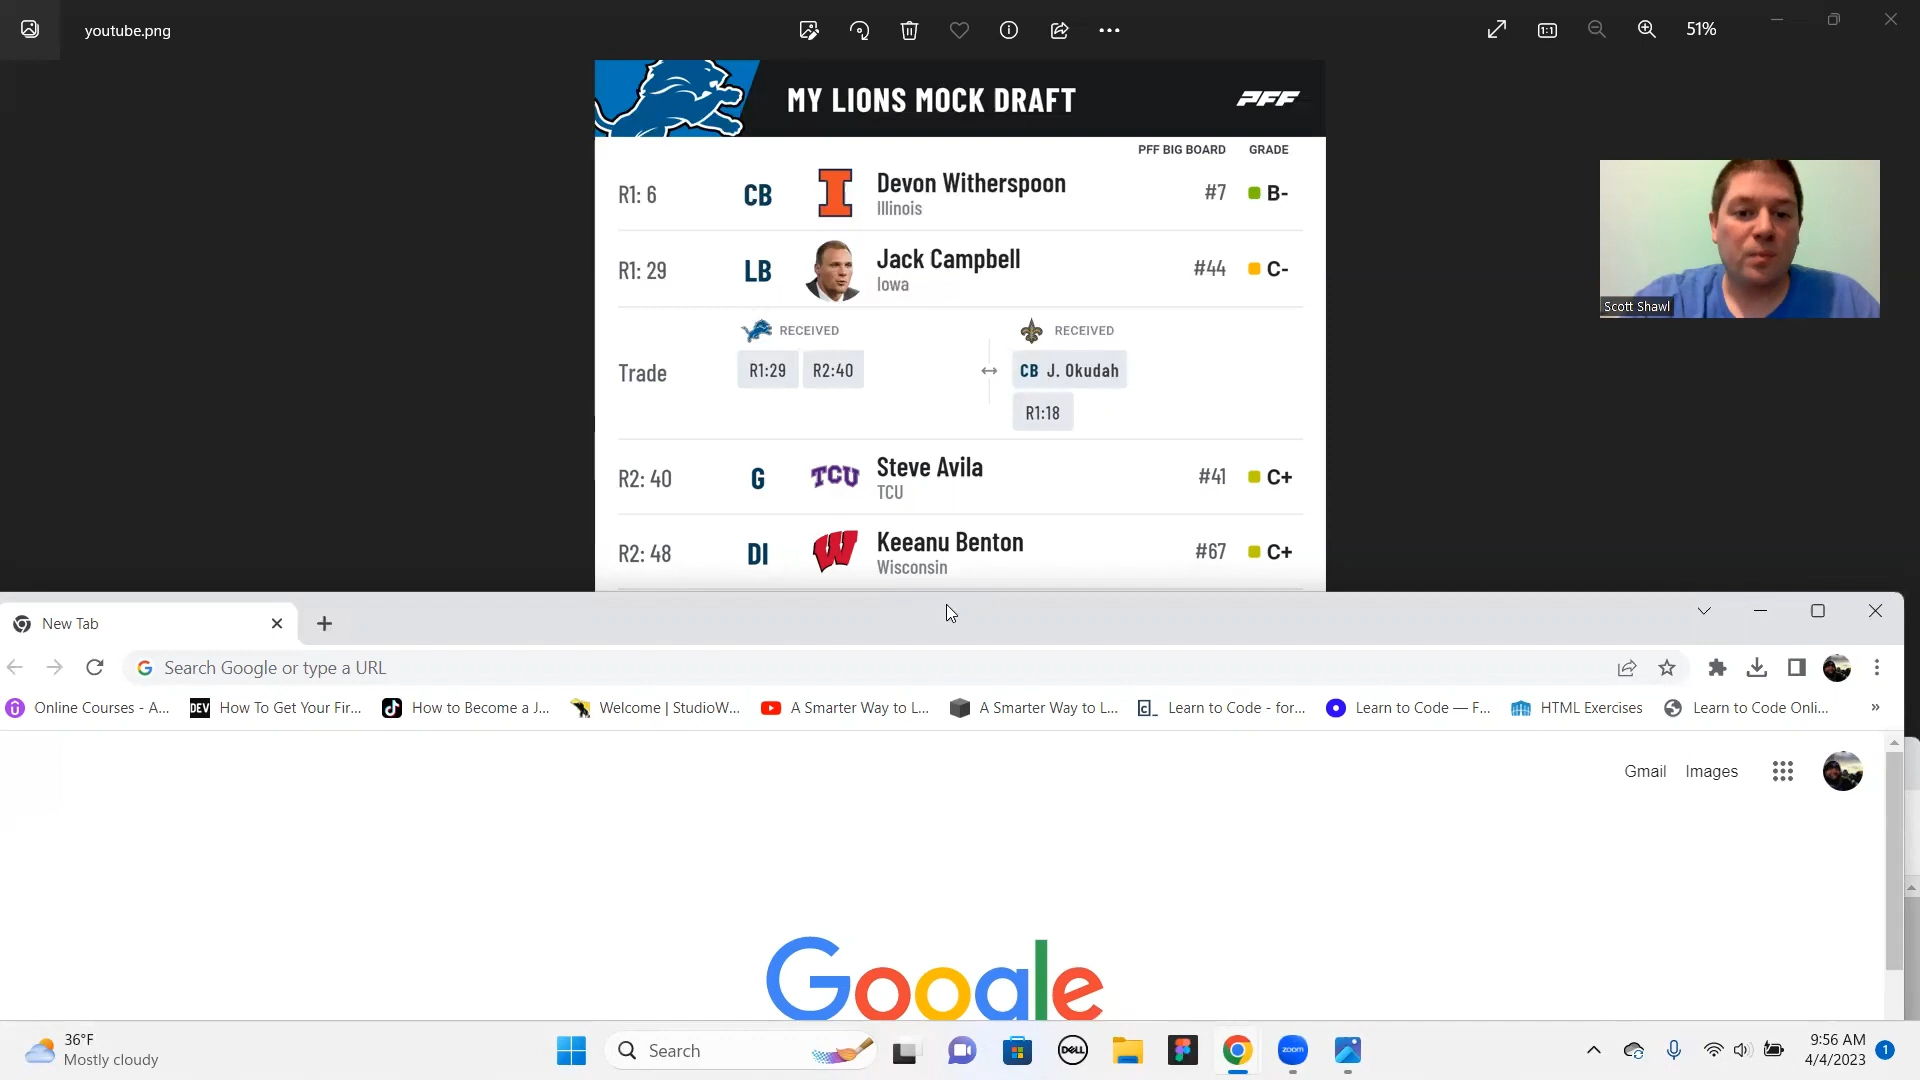 youtube.png
51%
MY LIONS MOCK DRAFT
PFF
PFF BIG BOARD GRADE
R1: 6 CB Devon Witherspoon #7 B-
Illinois
R1: 29 LB Jack Campbell #44 C-
Iowa
RECEIVED RECEIVED
Trade R1:29 R2:40 CB J. Okudah
R1:18
R2: 40 G TCU Steve Avila #41 C+
TCU
R2: 48 DI W Keeanu Benton #67 C+
Wisconsin
Scott Shawl
New Tab
Search Google or type a URL
Online Courses - A... DEV How To Get Your Fir... How to Become a J... Welcome | StudioW... A Smarter Way to L... A Smarter Way to L... Learn to Code - for... Learn to Code — F... HTML Exercises Learn to Code Onli... »
Gmail Images
Google
36°F
Mostly cloudy
Search
DELL
zoom
9:56 AM
4/4/2023
1